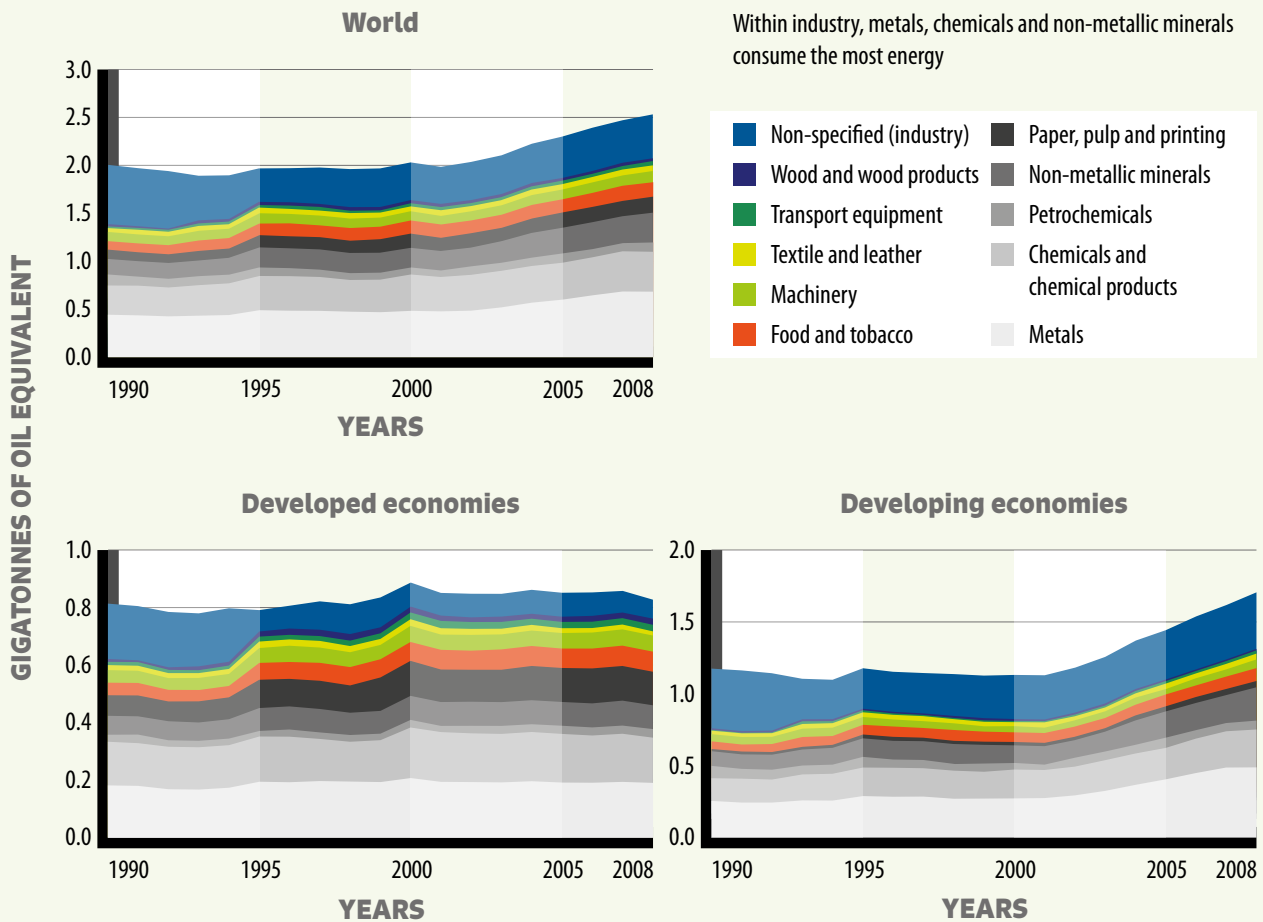 World
Within industry, metals, chemicals and non-metallic minerals
consume the most energy
3.0
2.5
2.0
1.5
1.0
0.5
0.0
1990
1995
2000
2005
2008
YEARS
Non-specified (industry)
Wood and wood products
Transport equipment
Textile and leather
Machinery
Food and tobacco
Paper, pulp and printing
Non-metallic minerals
Petrochemicals
Chemicals and
chemical products
Metals
GIGATONNES OF OIL EQUIVALENT
Developed economies
1.0
0.8
0.6
0.4
0.2
0.0
1990
1995
2000
2005
2008
YEARS
Developing economies
2.0
1.5
1.0
0.5
0.0
1990
1995
2000
2005
2008
YEARS